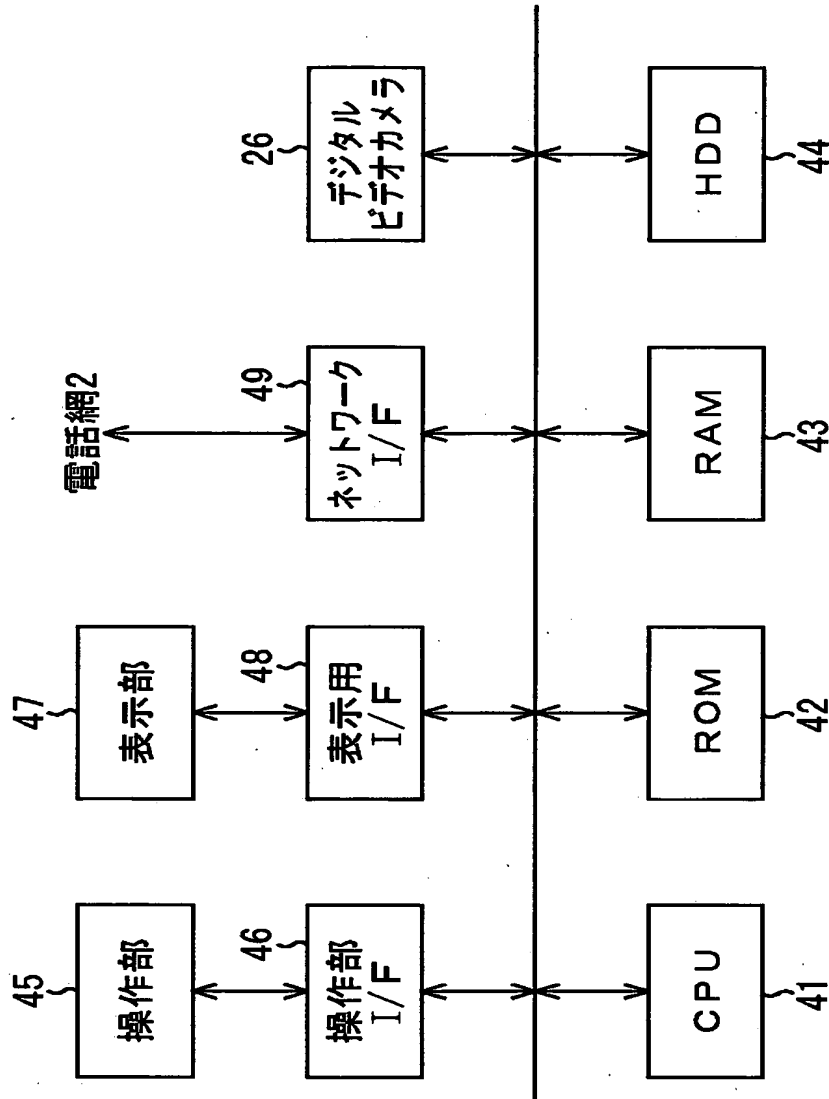 電話網2
47
表示部
45
操作部
26
デジタル
ビデオカメラ
49
ネットワーク
I/F
48
表示用
I/F
46
操作部
I/F
CPU
41
ROM
42
RAM
43
HDD
44